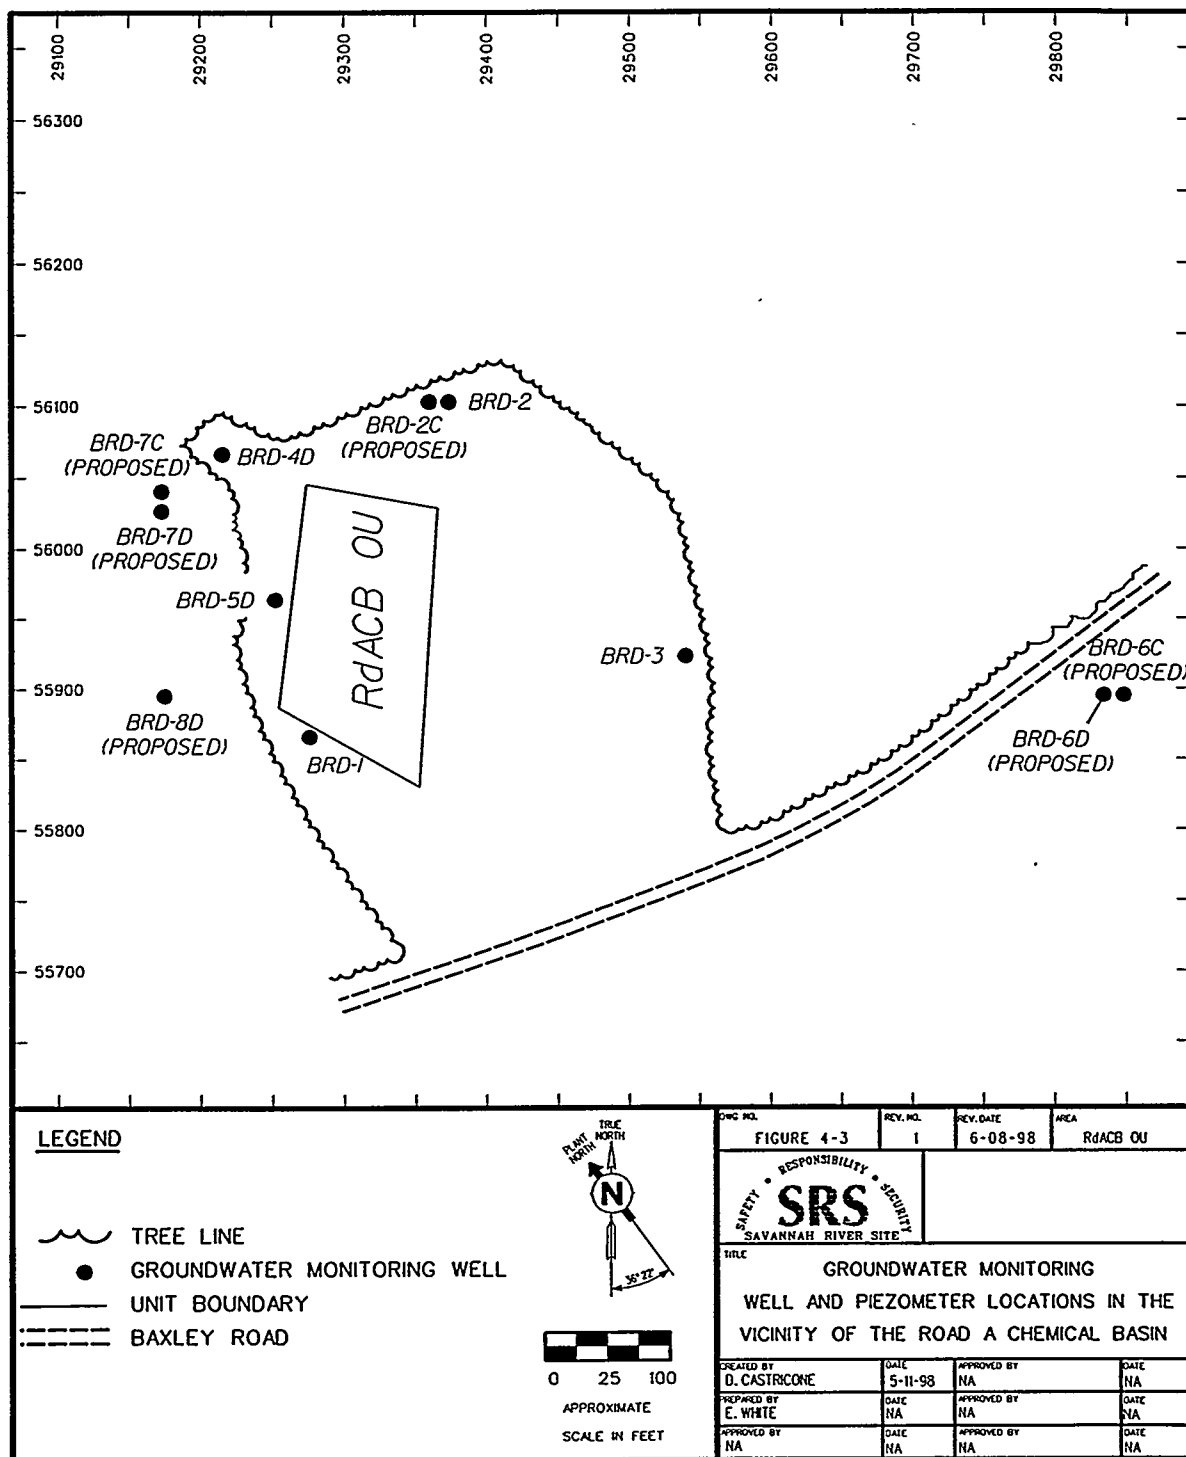 29100
29200
29300
29400
29500
29600
29700
29800
56300
56200
56100
56000
55900
55800
55700
BRD-2
BRD-2C
(PROPOSED)
BRD-7C
(PROPOSED)
BRD-4D
BRD-7D
(PROPOSED)
BRD-5D
RdACB OU
BRD-3
BRD-6C
(PROPOSED)
BRD-8D
(PROPOSED)
BRD-1
BRD-6D
(PROPOSED)
LEGEND
TREE LINE
GROUNDWATER MONITORING WELL
UNIT BOUNDARY
BAXLEY ROAD
PLANT
NORTH
TRUE
NORTH
N
36°22'
0 25 100
APPROXIMATE
SCALE IN FEET
DWG NO.
FIGURE 4-3
REV. NO.
1
REV. DATE
6-08-98
AREA
RdACB OU
SAFETY • RESPONSIBILITY • SECURITY
SRS
SAVANNAH RIVER SITE
TITLE
GROUNDWATER MONITORING
WELL AND PIEZOMETER LOCATIONS IN THE
VICINITY OF THE ROAD A CHEMICAL BASIN
CREATED BY
D. CASTRICONE
DATE
5-11-98
APPROVED BY
NA
DATE
NA
PREPARED BY
E. WHITE
DATE
NA
APPROVED BY
NA
DATE
NA
APPROVED BY
NA
DATE
NA
APPROVED BY
NA
DATE
NA